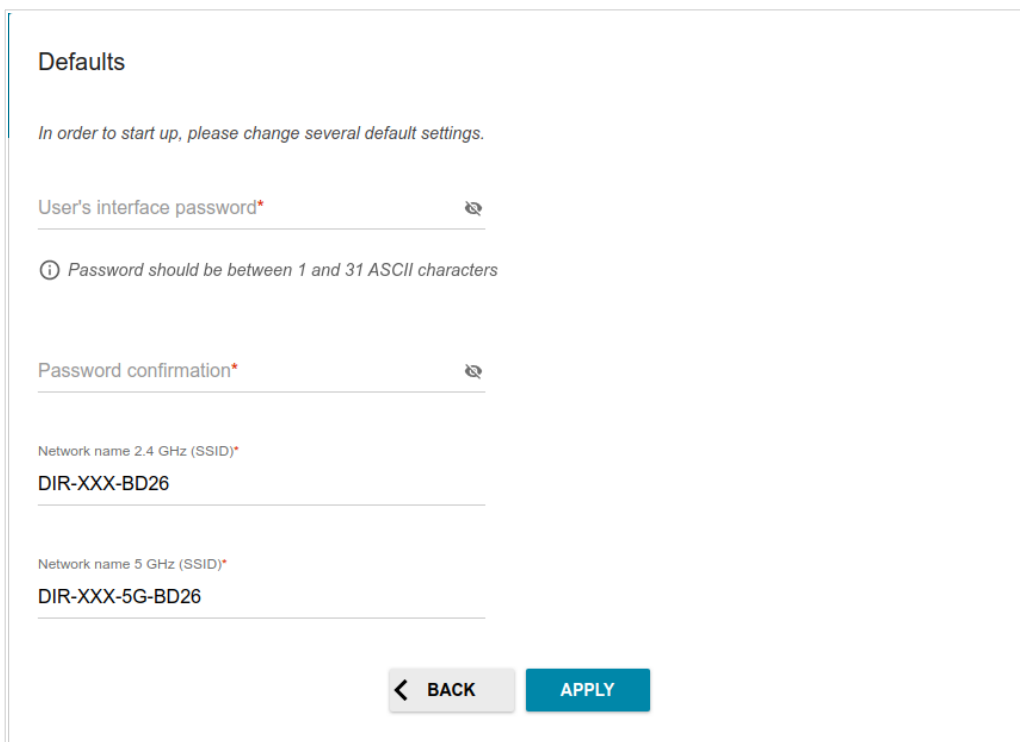 Defaults
In order to start up, please change several default settings.
User's interface password*
Password should be between 1 and 31 ASCII characters
Password confirmation*
Network name 2.4 GHz (SSID)*
DIR-XXX-BD26
Network name 5 GHz (SSID)*
DIR-XXX-5G-BD26
BACK APPLY